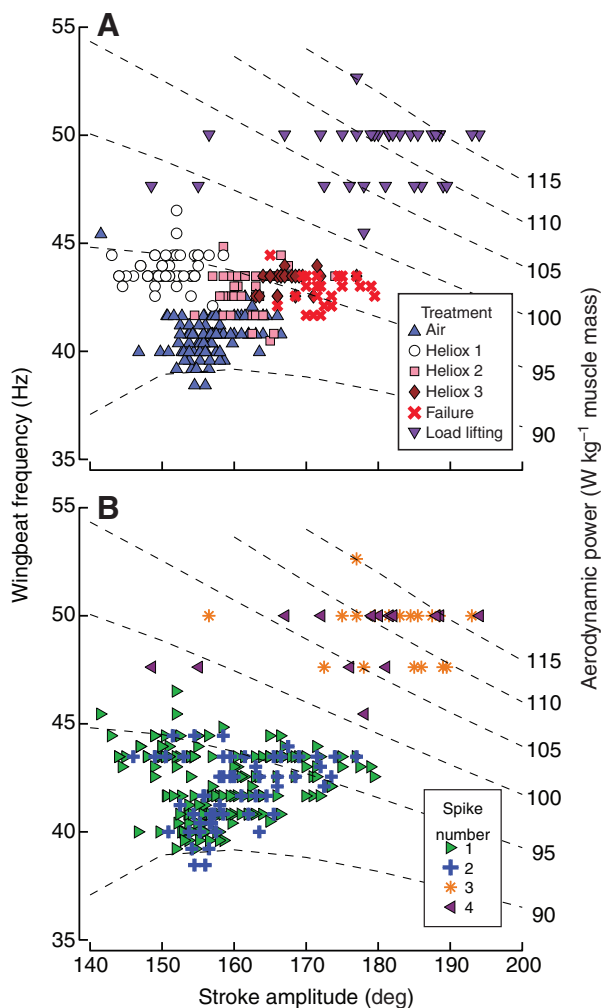 A
55
50
45
40
35
115
110
105
100
95
90
Treatment
Air
Heliox 1
Heliox 2
Heliox 3
Failure
Load lifting
Wingbeat frequency (Hz)
Aerodynamic power (W kg⁻¹ muscle mass)
B
55
50
45
40
35
115
110
105
100
95
90
Spike
number
1
2
3
4
140 150 160 170 180 190 200
Stroke amplitude (deg)